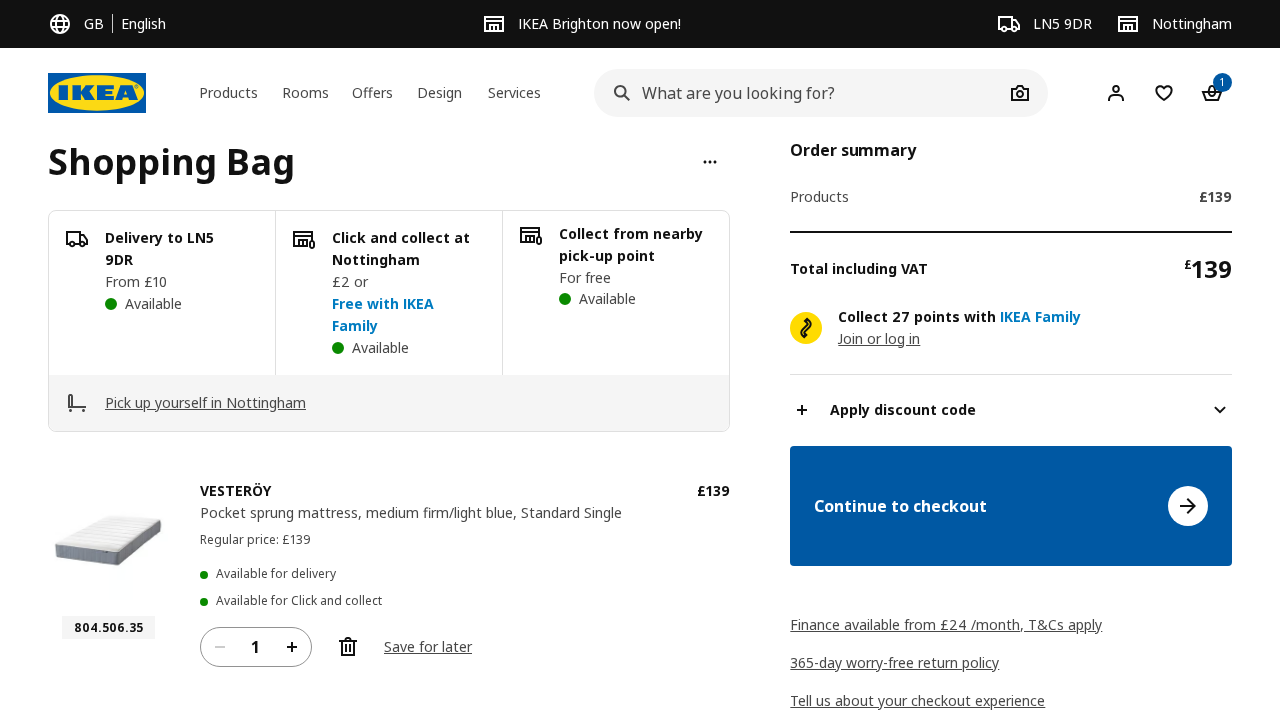 GB English
IKEA Brighton now open!
LN5 9DR
Nottingham
IKEA
Products
Rooms
Offers
Design
Services
What are you looking for?
1
Shopping Bag
Delivery to LN5
9DR
From £10
Available
Click and collect at
Nottingham
£2 or
Free with IKEA
Family
Available
Collect from nearby
pick-up point
For free
Available
Pick up yourself in Nottingham
VESTERÖY
£139
Pocket sprung mattress, medium firm/light blue, Standard Single
Regular price: £139
Available for delivery
Available for Click and collect
804.506.35
1
Save for later
Order summary
Products £139
Total including VAT £139
Collect 27 points with IKEA Family
Join or log in
Apply discount code
Continue to checkout
Finance available from £24 /month, T&Cs apply
365-day worry-free return policy
Tell us about your checkout experience